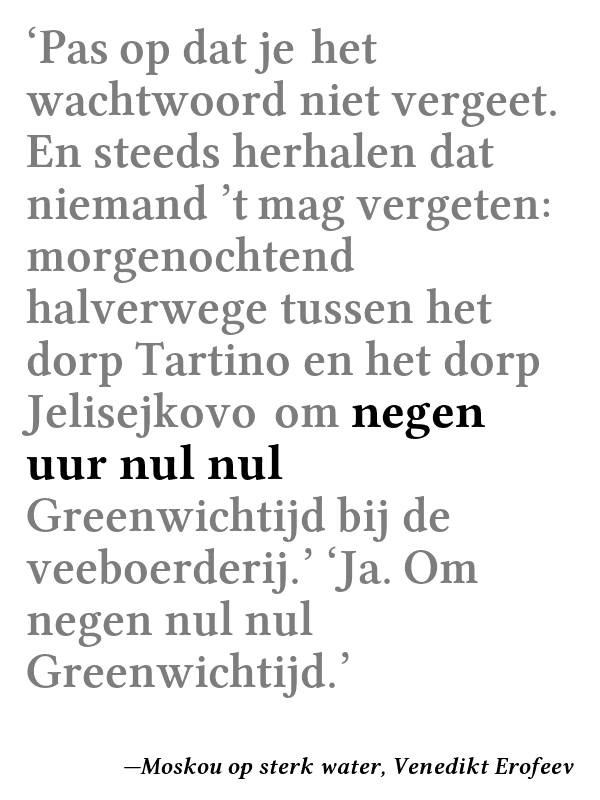 ‘Pas op dat je het
wachtwoord niet vergeet.
En steeds herhalen dat
niemand ’t mag vergeten:
morgenochtend
halverwege tussen het
dorp Tartino en het dorp
Jelisejkovo om negen
uur nul nul
Greenwichtijd bij de
veeboerderij.’ ‘Ja. Om
negen nul nul
Greenwichtijd.’
—Moskou op sterk water, Venedikt Erofeev